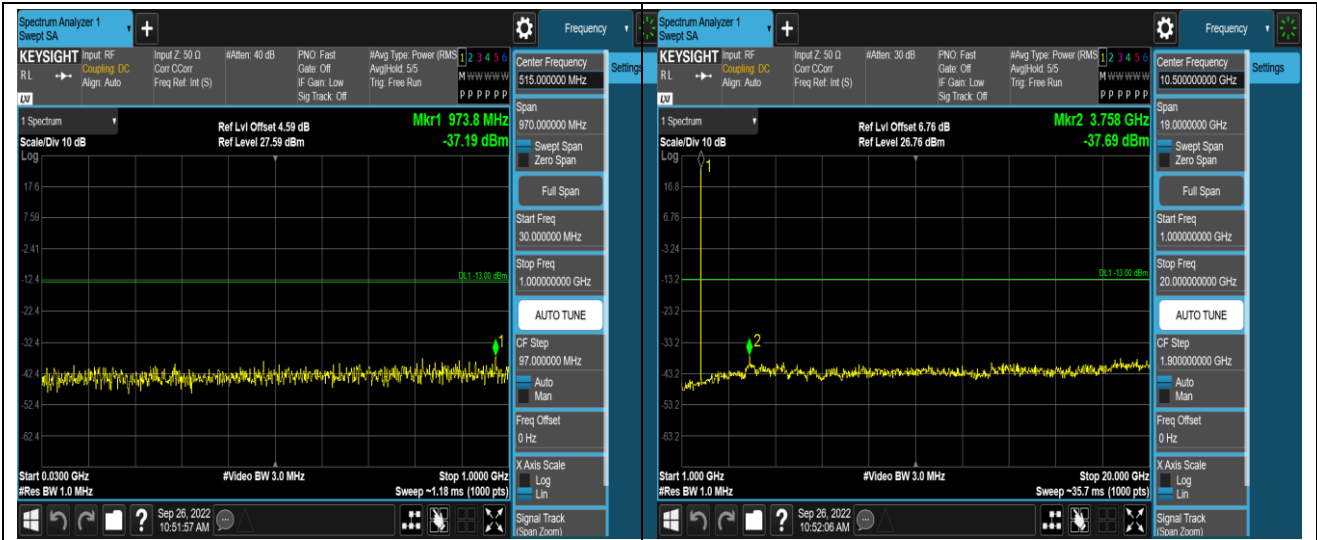 Spectrum Analyzer 1
Swept SA
+
Frequency
KEYSIGHT
RL
LXI
Input: RF
Coupling: DC
Align: Auto
Input Z: 50 Ω
Corr CCorr
Freq Ref: Int (S)
#Atten: 40 dB
PNO: Fast
Gate: Off
IF Gain: Low
Sig Track: Off
#Avg Type: Power (RMS
Avg|Hold: 5/5
Trig: Free Run
1 2 3 4 5 6
M W W W W W
P P P P P P
Center Frequency
515.000000 MHz
Settings
Span
970.000000 MHz
Swept Span
Zero Span
Full Span
Start Freq
30.000000 MHz
Stop Freq
1.000000000 GHz
AUTO TUNE
CF Step
97.000000 MHz
Auto
Man
Freq Offset
0 Hz
X Axis Scale
Log
Lin
Signal Track
(Span Zoom)
1 Spectrum
Scale/Div 10 dB
Log
Ref Lvl Offset 4.59 dB
Ref Level 27.59 dBm
Mkr1 973.8 MHz
-37.19 dBm
17.6
7.59
-2.41
-12.4
DL1 -13.00 dBm
-22.4
-32.4
1
-42.4
-52.4
-62.4
Start 0.0300 GHz
#Res BW 1.0 MHz
#Video BW 3.0 MHz
Stop 1.0000 GHz
Sweep ~1.18 ms (1000 pts)
?
Sep 26, 2022
10:51:57 AM
Spectrum Analyzer 1
Swept SA
+
Frequency
KEYSIGHT
RL
LXI
Input: RF
Coupling: DC
Align: Auto
Input Z: 50 Ω
Corr CCorr
Freq Ref: Int (S)
#Atten: 30 dB
PNO: Fast
Gate: Off
IF Gain: Low
Sig Track: Off
#Avg Type: Power (RMS
Avg|Hold: 5/5
Trig: Free Run
1 2 3 4 5 6
M W W W W W
P P P P P P
Center Frequency
10.500000000 GHz
Settings
Span
19.0000000 GHz
Swept Span
Zero Span
Full Span
Start Freq
1.000000000 GHz
Stop Freq
20.000000000 GHz
AUTO TUNE
CF Step
1.900000000 GHz
Auto
Man
Freq Offset
0 Hz
X Axis Scale
Log
Lin
Signal Track
(Span Zoom)
1 Spectrum
Scale/Div 10 dB
Log
Ref Lvl Offset 6.76 dB
Ref Level 26.76 dBm
Mkr2 3.758 GHz
-37.69 dBm
1
16.8
6.76
-3.24
-13.2
DL1 -13.00 dBm
-23.2
-33.2
2
-43.2
-53.2
-63.2
Start 1.000 GHz
#Res BW 1.0 MHz
#Video BW 3.0 MHz
Stop 20.000 GHz
Sweep ~35.7 ms (1000 pts)
?
Sep 26, 2022
10:52:06 AM